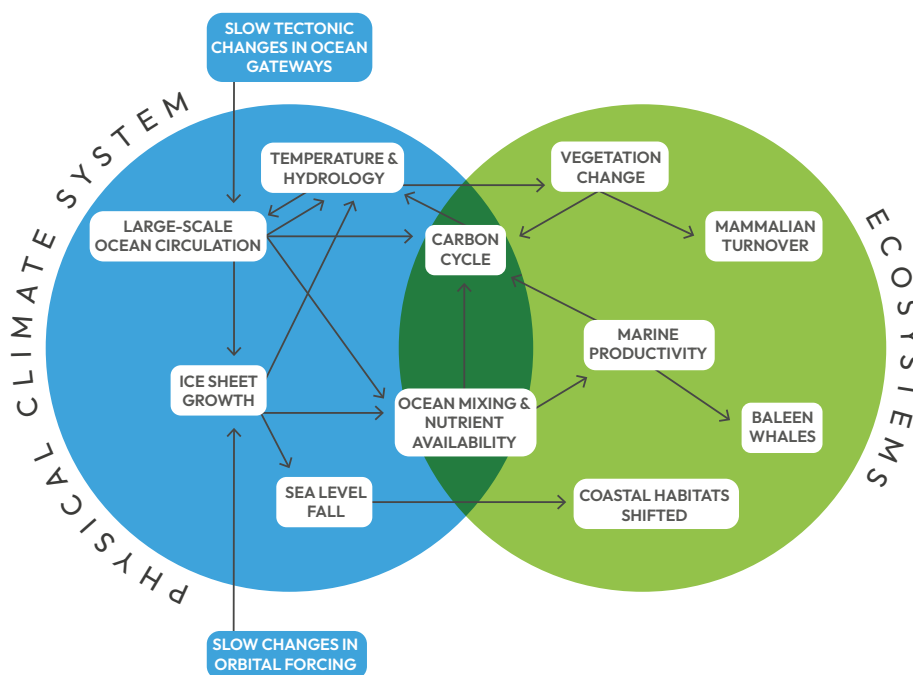 SLOW TECTONIC
CHANGES IN OCEAN
GATEWAYS
PHYSICAL CLIMATE SYSTEM
ECOSYSTEMS
TEMPERATURE &
HYDROLOGY
VEGETATION
CHANGE
LARGE-SCALE
OCEAN CIRCULATION
CARBON
CYCLE
MAMMALIAN
TURNOVER
MARINE
PRODUCTIVITY
ICE SHEET
GROWTH
OCEAN MIXING &
NUTRIENT
AVAILABILITY
BALEEN
WHALES
SEA LEVEL
FALL
COASTAL HABITATS
SHIFTED
SLOW CHANGES IN
ORBITAL FORCING